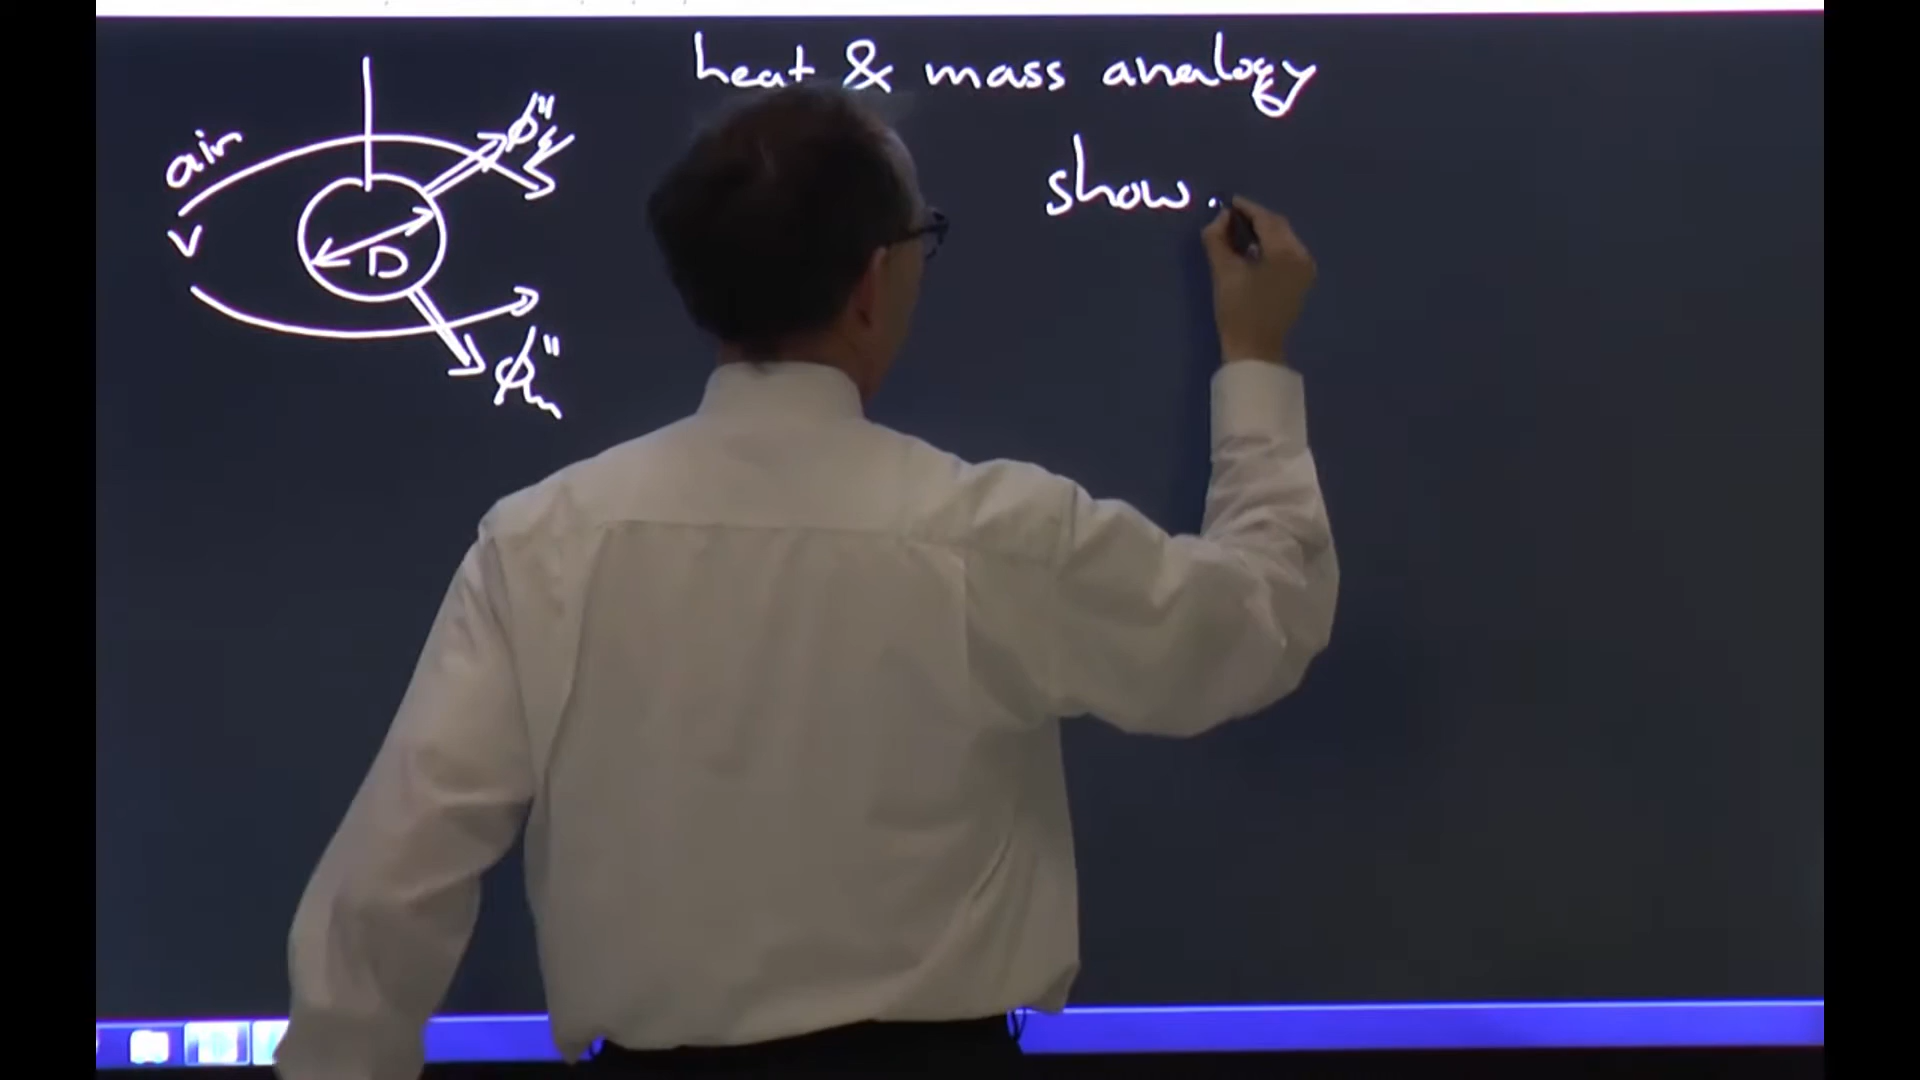 heat & mass analogy
show.
air
V
D
ϕ"q
ϕ"m